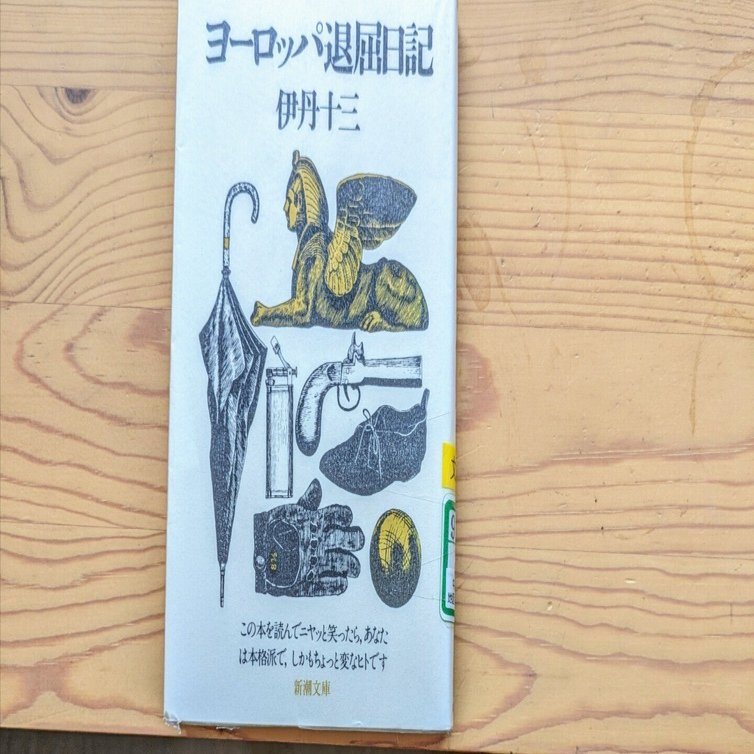 ヨーロッパ退屈日記
伊丹十三
この本を読んでニヤッと笑ったら,あなた
は本格派で, しかもちょっと変なヒトです
新潮文庫